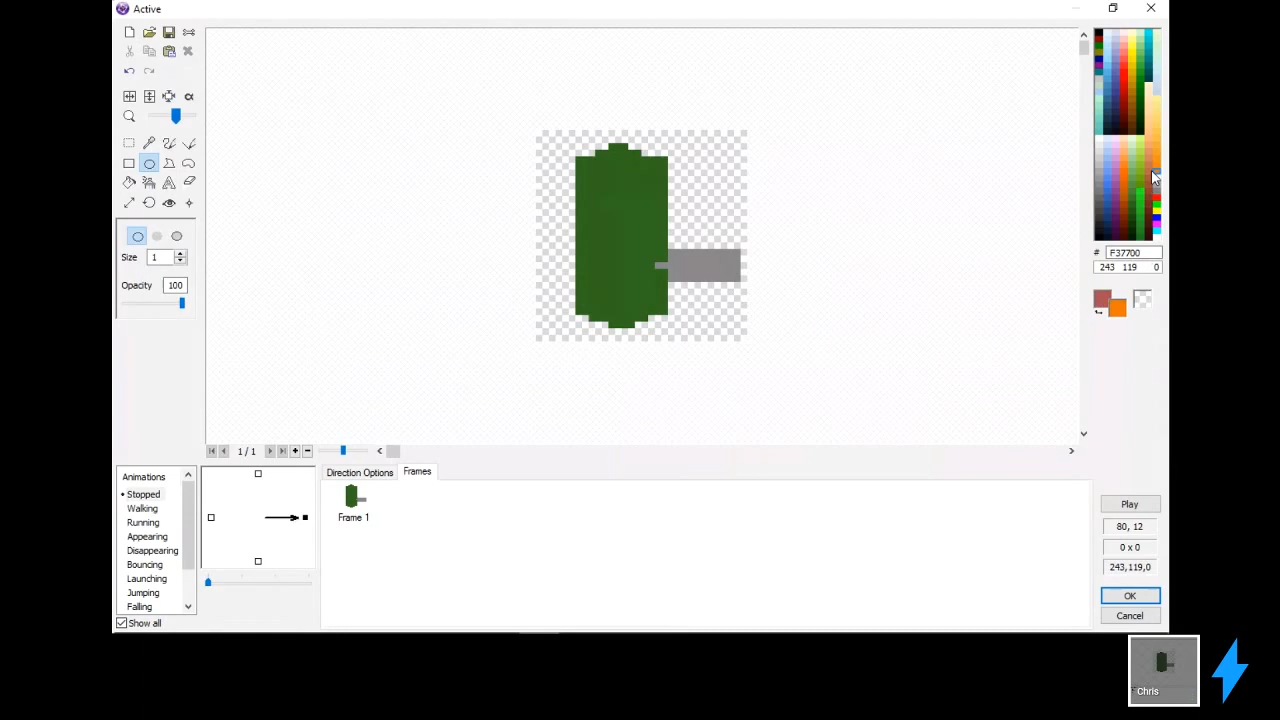 Active
α
Size 1
Opacity 100
# F37700
243 119 0
1 / 1
Animations
Stopped
Walking
Running
Appearing
Disappearing
Bouncing
Launching
Jumping
Falling
Show all
Direction Options Frames
Frame 1
Play
80, 12
0 x 0
243,119,0
OK
Cancel
Chris